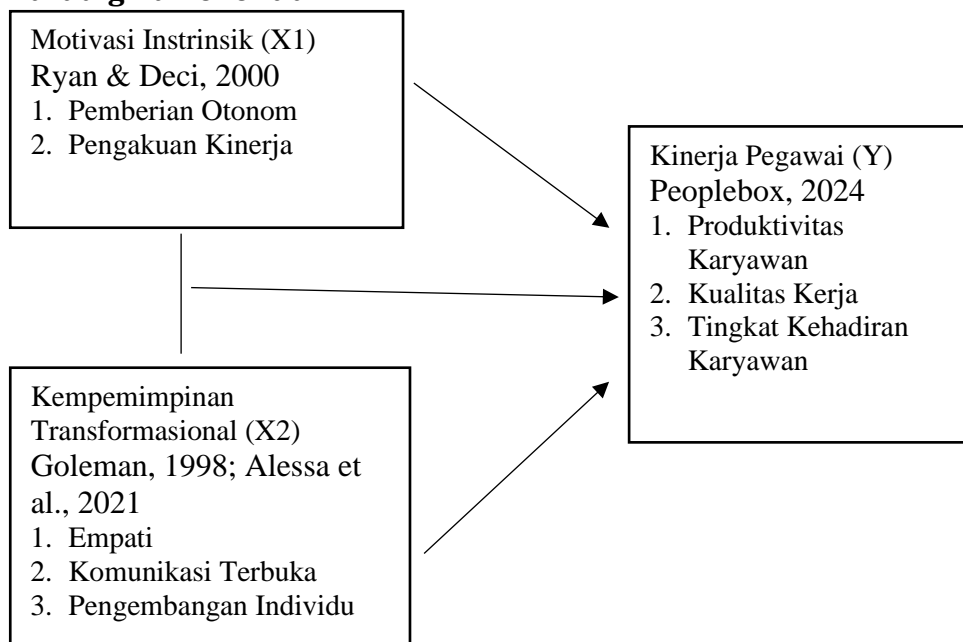 Motivasi Instrinsik (X1)
Ryan & Deci, 2000
1. Pemberian Otonom
2. Pengakuan Kinerja
Kinerja Pegawai (Y)
Peoplebox, 2024
1. Produktivitas
Karyawan
2. Kualitas Kerja
3. Tingkat Kehadiran
Karyawan
Kempemimpinan
Transformasional (X2)
Goleman, 1998; Alessa et
al., 2021
1. Empati
2. Komunikasi Terbuka
3. Pengembangan Individu